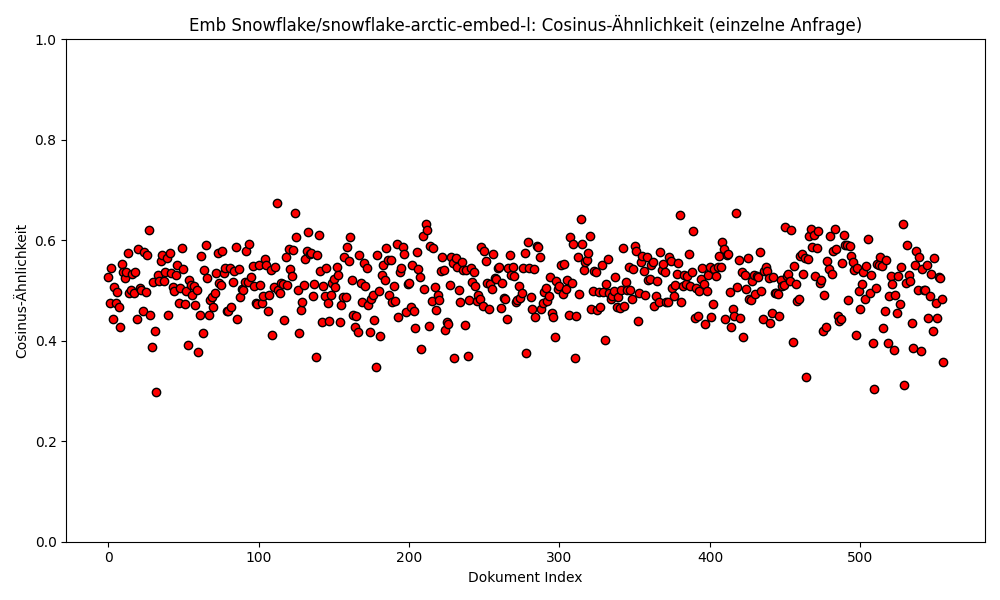 Emb Snowflake/snowflake-arctic-embed-l: Cosinus-Ähnlichkeit (einzelne Anfrage)
1.0
0.8
0.6
0.4
0.2
0.0
Cosinus-Ähnlichkeit
0 100 200 300 400 500
Dokument Index